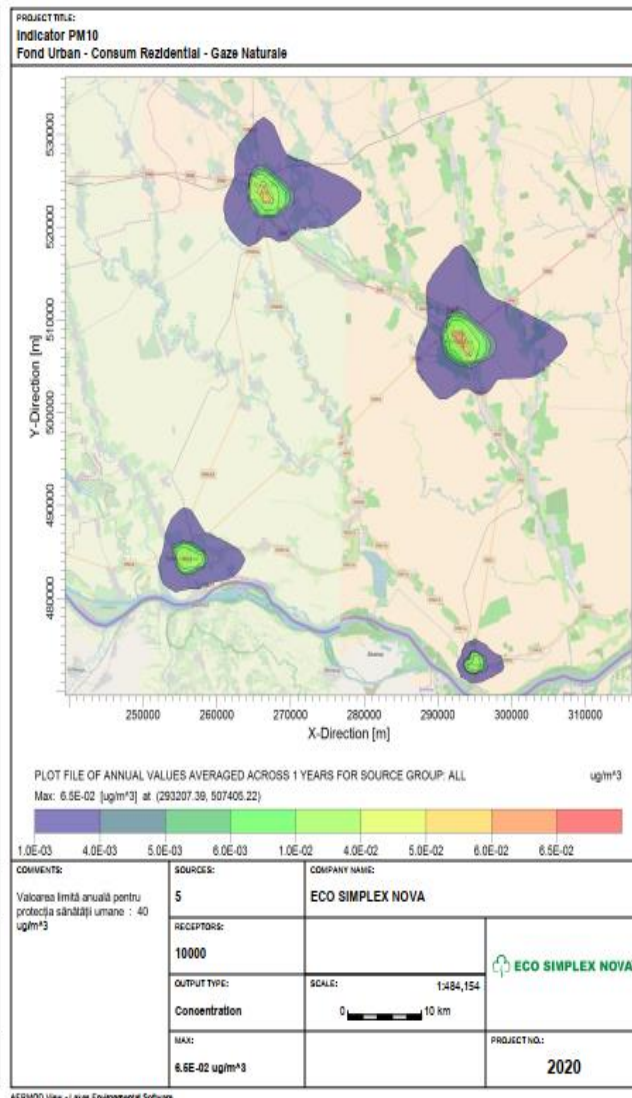 PROJECT TITLE:
Indicator PM10
Fond Urban - Consum Rezidential - Gaze Naturale
Y-Direction [m]
530000
520000
510000
500000
490000
480000
250000 260000 270000 280000 290000 300000 310000
X-Direction [m]
PLOT FILE OF ANNUAL VALUES AVERAGED ACROSS 1 YEARS FOR SOURCE GROUP: ALL ug/m^3
Max: 6.5E-02 [ug/m^3] at (293207.39, 507405.22)
1.0E-03 4.0E-03 5.0E-03 6.0E-03 1.0E-02 4.0E-02 5.0E-02 6.0E-02 6.5E-02
COMMENTS:
Valoarea limită anuală pentru
protecția sănătății umane : 40
ug/m^3
SOURCES:
5
COMPANY NAME:
ECO SIMPLEX NOVA
RECEPTORS:
10000
ECO SIMPLEX NOVA
OUTPUT TYPE:
Concentration
SCALE: 1:484,154
0 10 km
MAX:
6.5E-02 ug/m^3
PROJECT NO.:
2020
AERMOD View - Lakes Environmental Software